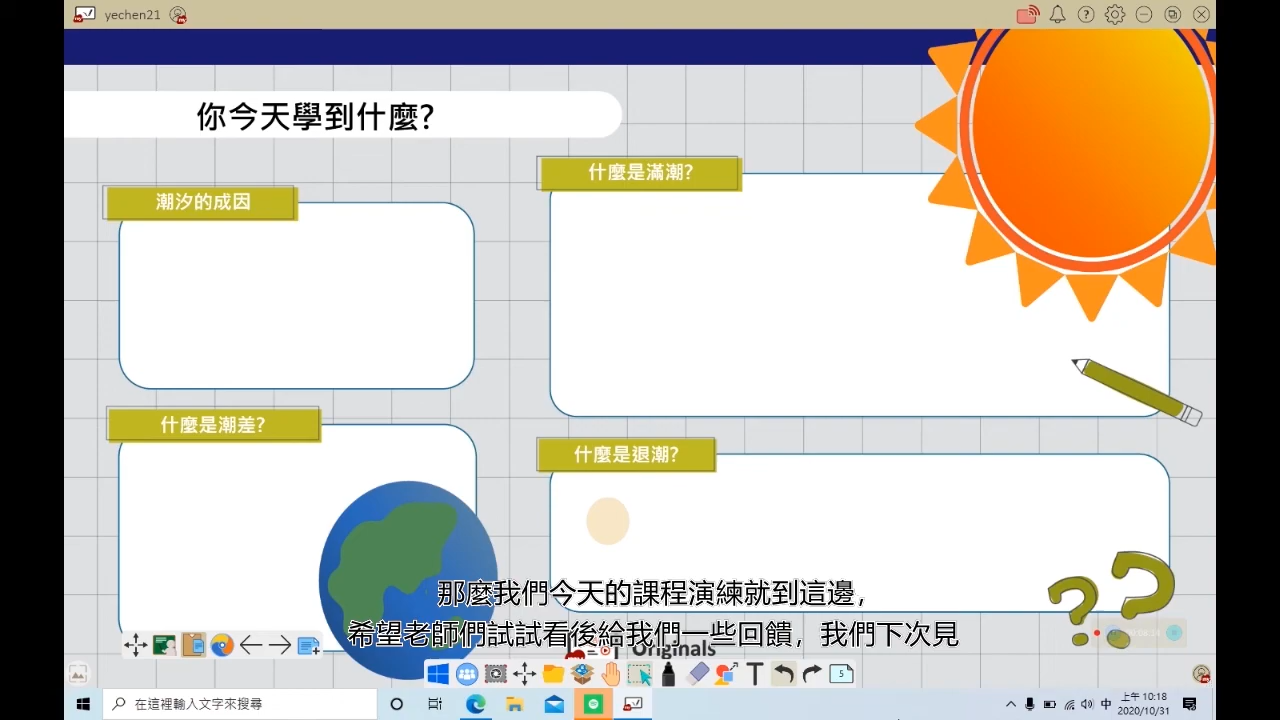 yechen21
你今天學到什麼?
什麼是滿潮?
潮汐的成因
什麼是潮差?
什麼是退潮?
那麼我們今天的課程演練就到這邊,
希望老師們試試看後給我們一些回饋, 我們下次見
Originals
T
5
在這裡輸入文字來搜尋
中
上午 10:18
2020/10/31